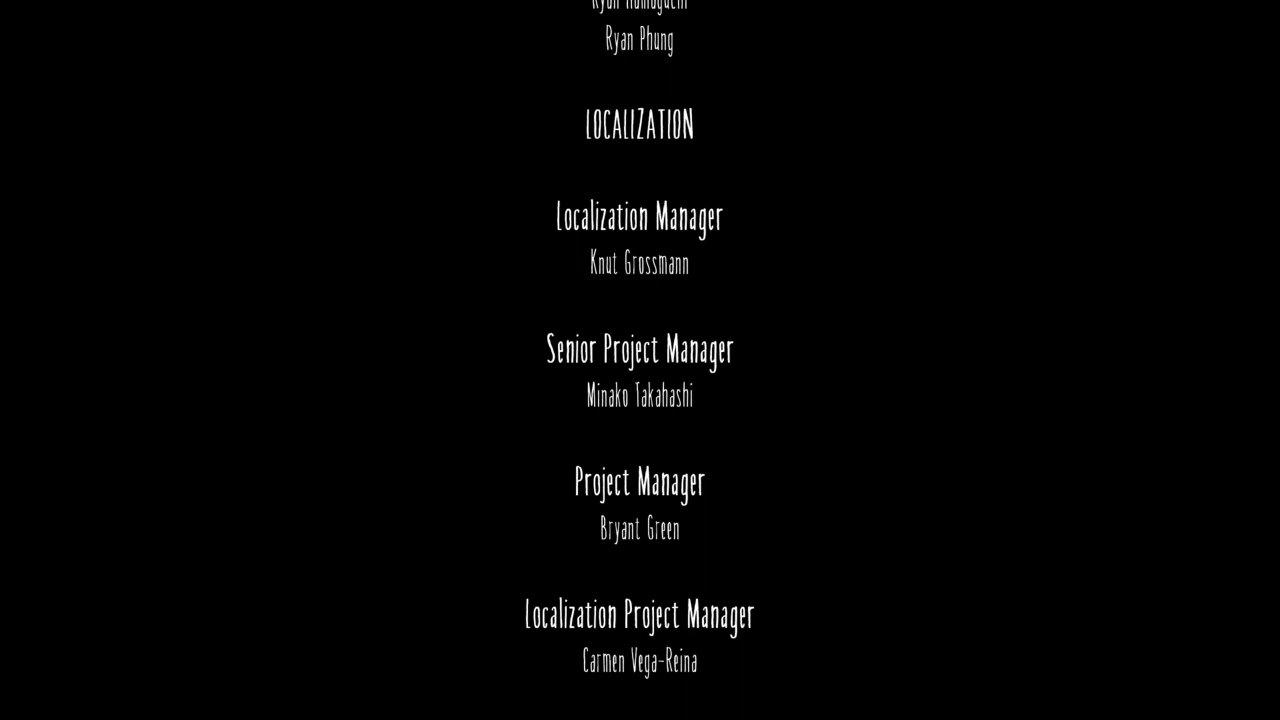 Ryan
Ryan Phung
LOCALIZATION
Localization Manager
Knut Grossmann
Senior Project Manager
Minako Takahashi
Project Manager
Bryant Green
Localization Project Manager
Carmen Vega-Reina